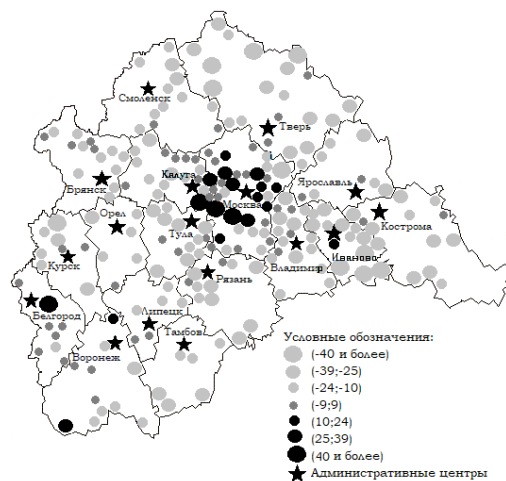 Смоленск
Тверь
Калуга
Брянск
Москва
Ярославль
Орел
Кострома
Тула
Курск
Владимир
Иваново
Рязань
Белгород
Липецк
Тамбов
Воронеж
Условные обозначения:
(-40 и более)
(-39;-25)
(-24;-10)
(-9;9)
(10;24)
(25;39)
(40 и более)
Административные центры